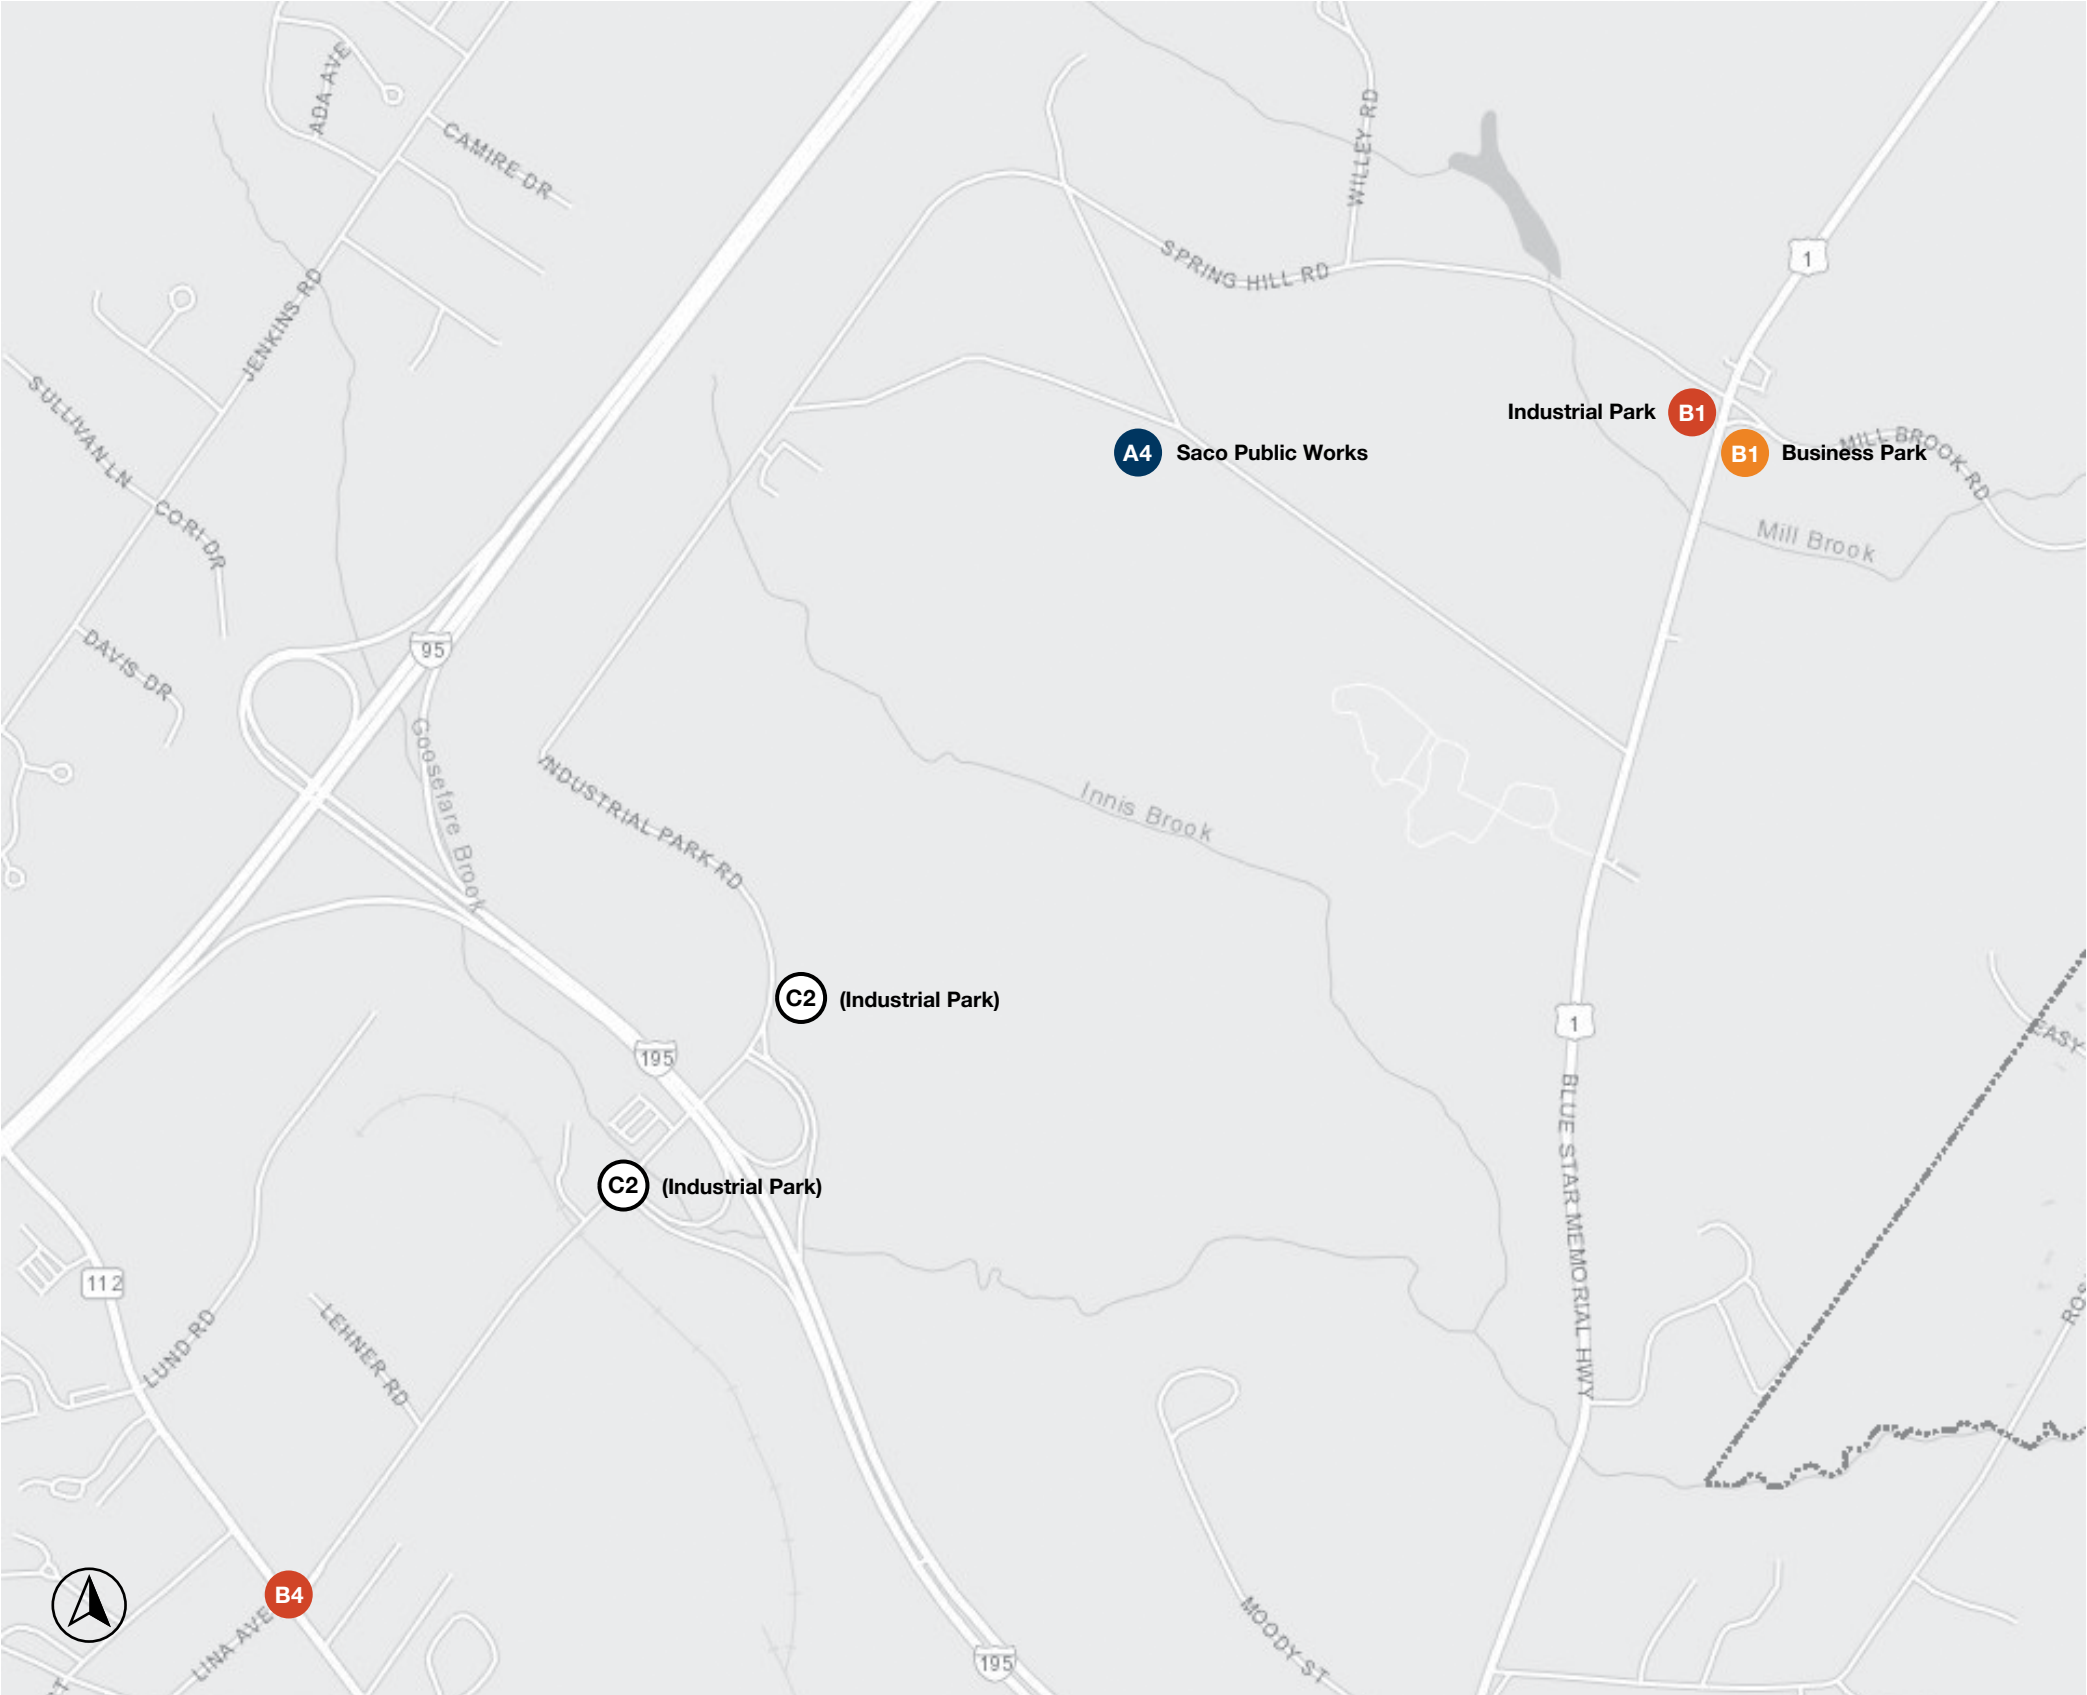 ADA AVE
CAMIRE DR
WILLEY RD
SPRING HILL RD
1
JENKINS RD
SULLIVAN LN
CORI DR
Industrial Park
B1
A4
Saco Public Works
B1
Business Park
MILL BROOK RD
Mill Brook
DAVIS DR
95
Goosefare Brook
INDUSTRIAL PARK RD
Innis Brook
C2
(Industrial Park)
1
EASY
195
BLUE STAR MEMORIAL HWY
C2
(Industrial Park)
112
LUND RD
LEHNER RD
B4
LINA AVE
MOODY ST
195